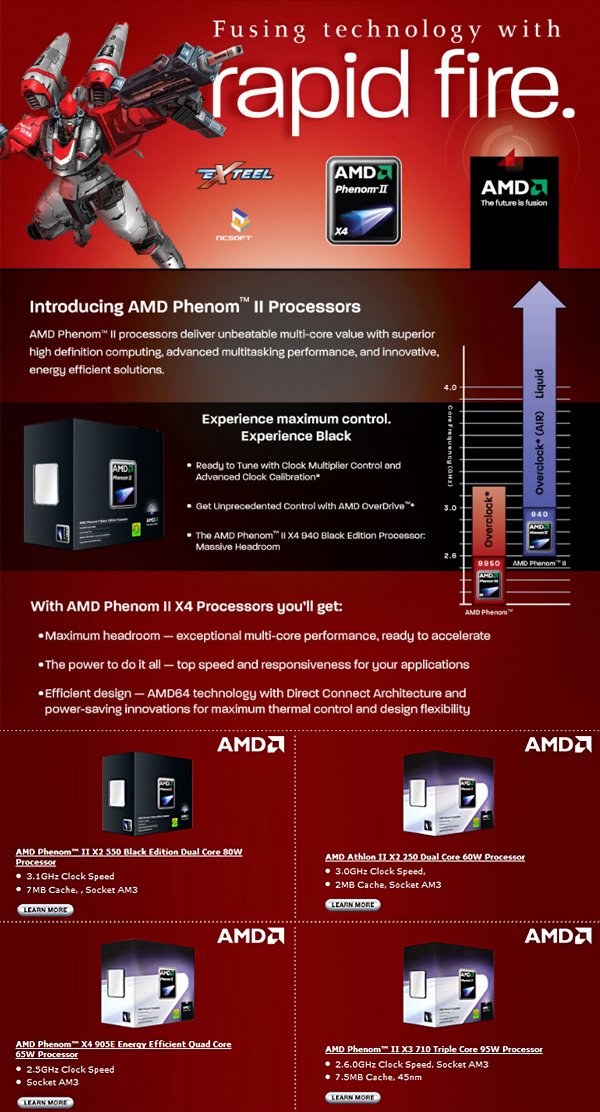 Fusing technology with
rapid fire.
EXTEEL
NCSOFT
AMD
Phenom™ II
X4
AMD
The future is fusion
Introducing AMD Phenom™ II Processors
AMD Phenom™ II processors deliver unbeatable multi-core value with superior
high definition computing, advanced multitasking performance, and innovative,
energy efficient solutions.
Experience maximum control.
Experience Black
• Ready to Tune with Clock Multiplier Control and
Advanced Clock Calibration*
• Get Unprecedented Control with AMD OverDrive™*
• The AMD Phenom™ II X4 940 Black Edition Processor:
Massive Headroom
AMD
Phenom II
4.0
3.0
2.6
Core Frequency (GHz)
Overclock*
9950
AMD Phenom™
Overclock* (AIR) Liquid
940
AMD Phenom™ II
With AMD Phenom II X4 Processors you'll get:
•Maximum headroom — exceptional multi-core performance, ready to accelerate
•The power to do it all — top speed and responsiveness for your applications
•Efficient design — AMD64 technology with Direct Connect Architecture and
power-saving innovations for maximum thermal control and design flexibility
AMD
AMD Phenom™ II X2 550 Black Edition Dual Core 80W
Processor
• 3.1GHz Clock Speed
• 7MB Cache, , Socket AM3
LEARN MORE
AMD
AMD Athlon II X2 250 Dual Core 60W Processor
• 3.0GHz Clock Speed,
• 2MB Cache, Socket AM3
LEARN MORE
AMD
AMD Phenom™ X4 905E Energy Efficient Quad Core
65W Processor
• 2.5GHz Clock Speed
• Socket AM3
LEARN MORE
AMD
AMD Phenom™ II X3 710 Triple Core 95W Processor
• 2.6.0GHz Clock Speed, Socket AM3
• 7.5MB Cache, 45nm
LEARN MORE